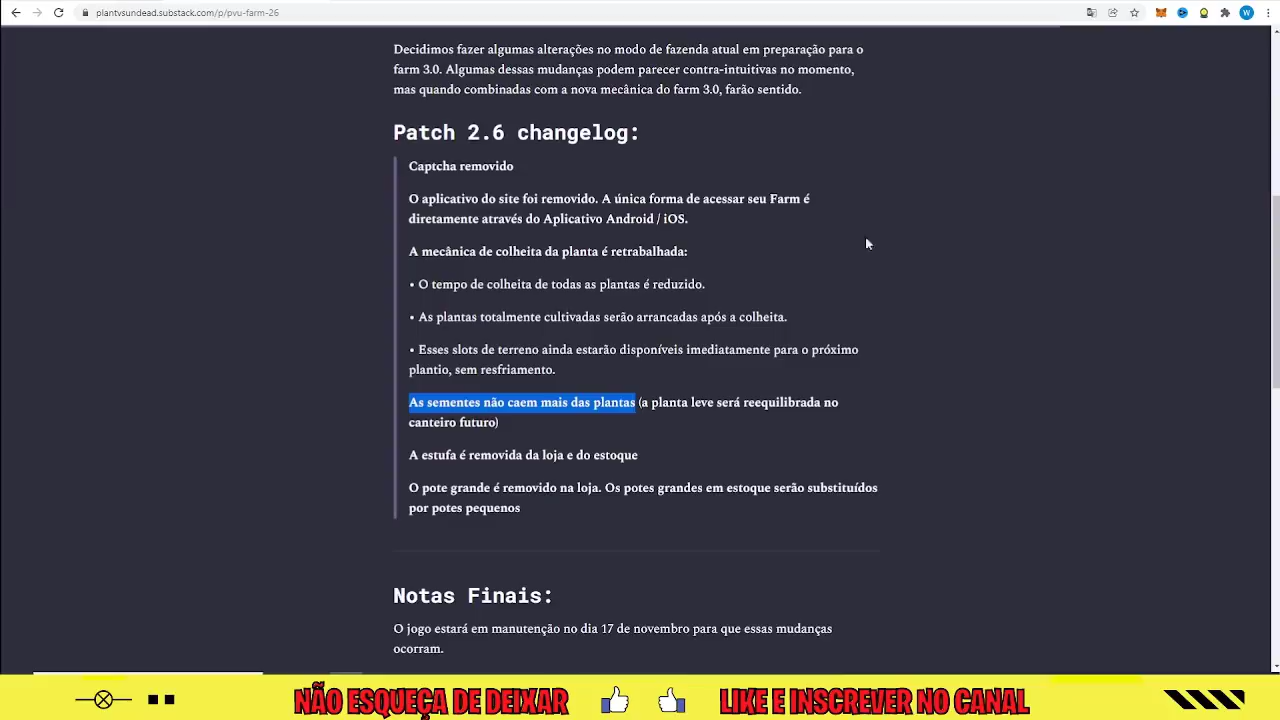 plantvsundead.substack.com/p/pvu-farm-26
W
Decidimos fazer algumas alterações no modo de fazenda atual em preparação para o
farm 3.0. Algumas dessas mudanças podem parecer contra-intuitivas no momento,
mas quando combinadas com a nova mecânica do farm 3.0, farão sentido.
Patch 2.6 changelog:
Captcha removido
O aplicativo do site foi removido. A única forma de acessar seu Farm é
diretamente através do Aplicativo Android / iOS.
A mecânica de colheita da planta é retrabalhada:
• O tempo de colheita de todas as plantas é reduzido.
• As plantas totalmente cultivadas serão arrancadas após a colheita.
• Esses slots de terreno ainda estarão disponíveis imediatamente para o próximo
plantio, sem resfriamento.
As sementes não caem mais das plantas (a planta leve será reequilibrada no
canteiro futuro)
A estufa é removida da loja e do estoque
O pote grande é removido na loja. Os potes grandes em estoque serão substituídos
por potes pequenos
Notas Finais:
O jogo estará em manutenção no dia 17 de novembro para que essas mudanças
ocorram.
NÃO ESQUEÇA DE DEIXAR LIKE E INSCREVER NO CANAL